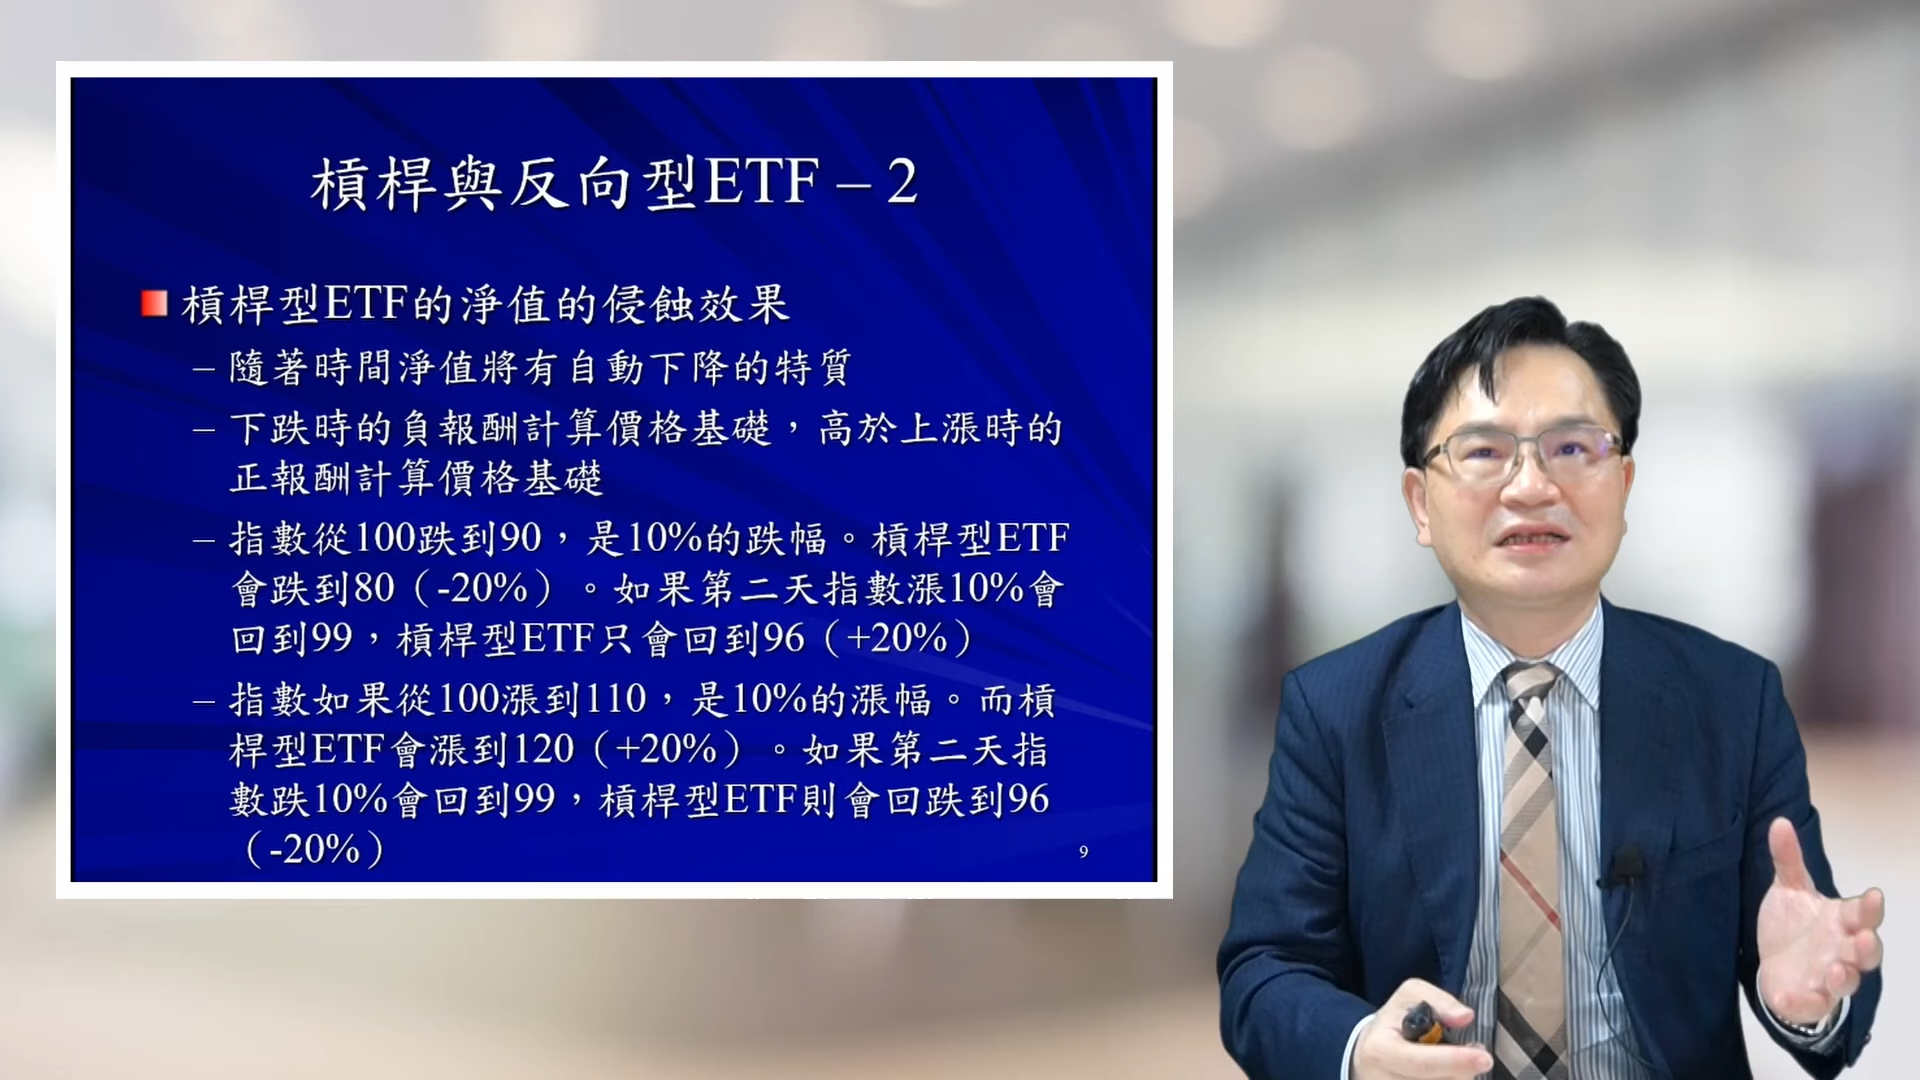 槓桿與反向型ETF – 2
槓桿型ETF的淨值的侵蝕效果
– 隨著時間淨值將有自動下降的特質
– 下跌時的負報酬計算價格基礎，高於上漲時的
正報酬計算價格基礎
– 指數從100跌到90，是10%的跌幅。槓桿型ETF
會跌到80（-20%）。如果第二天指數漲10%會
回到99，槓桿型ETF只會回到96（+20%）
– 指數如果從100漲到110，是10%的漲幅。而槓
桿型ETF會漲到120（+20%）。如果第二天指
數跌10%會回到99，槓桿型ETF則會回跌到96
（-20%）
9